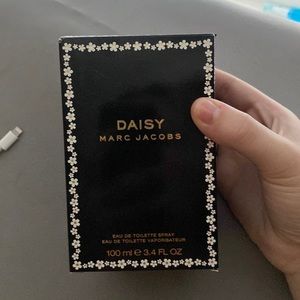 DAISY
MARC JACOBS
EAU DE TOILETTE SPRAY
EAU DE TOILETTE VAPORISATEUR
100 ml e 3.4 FL OZ